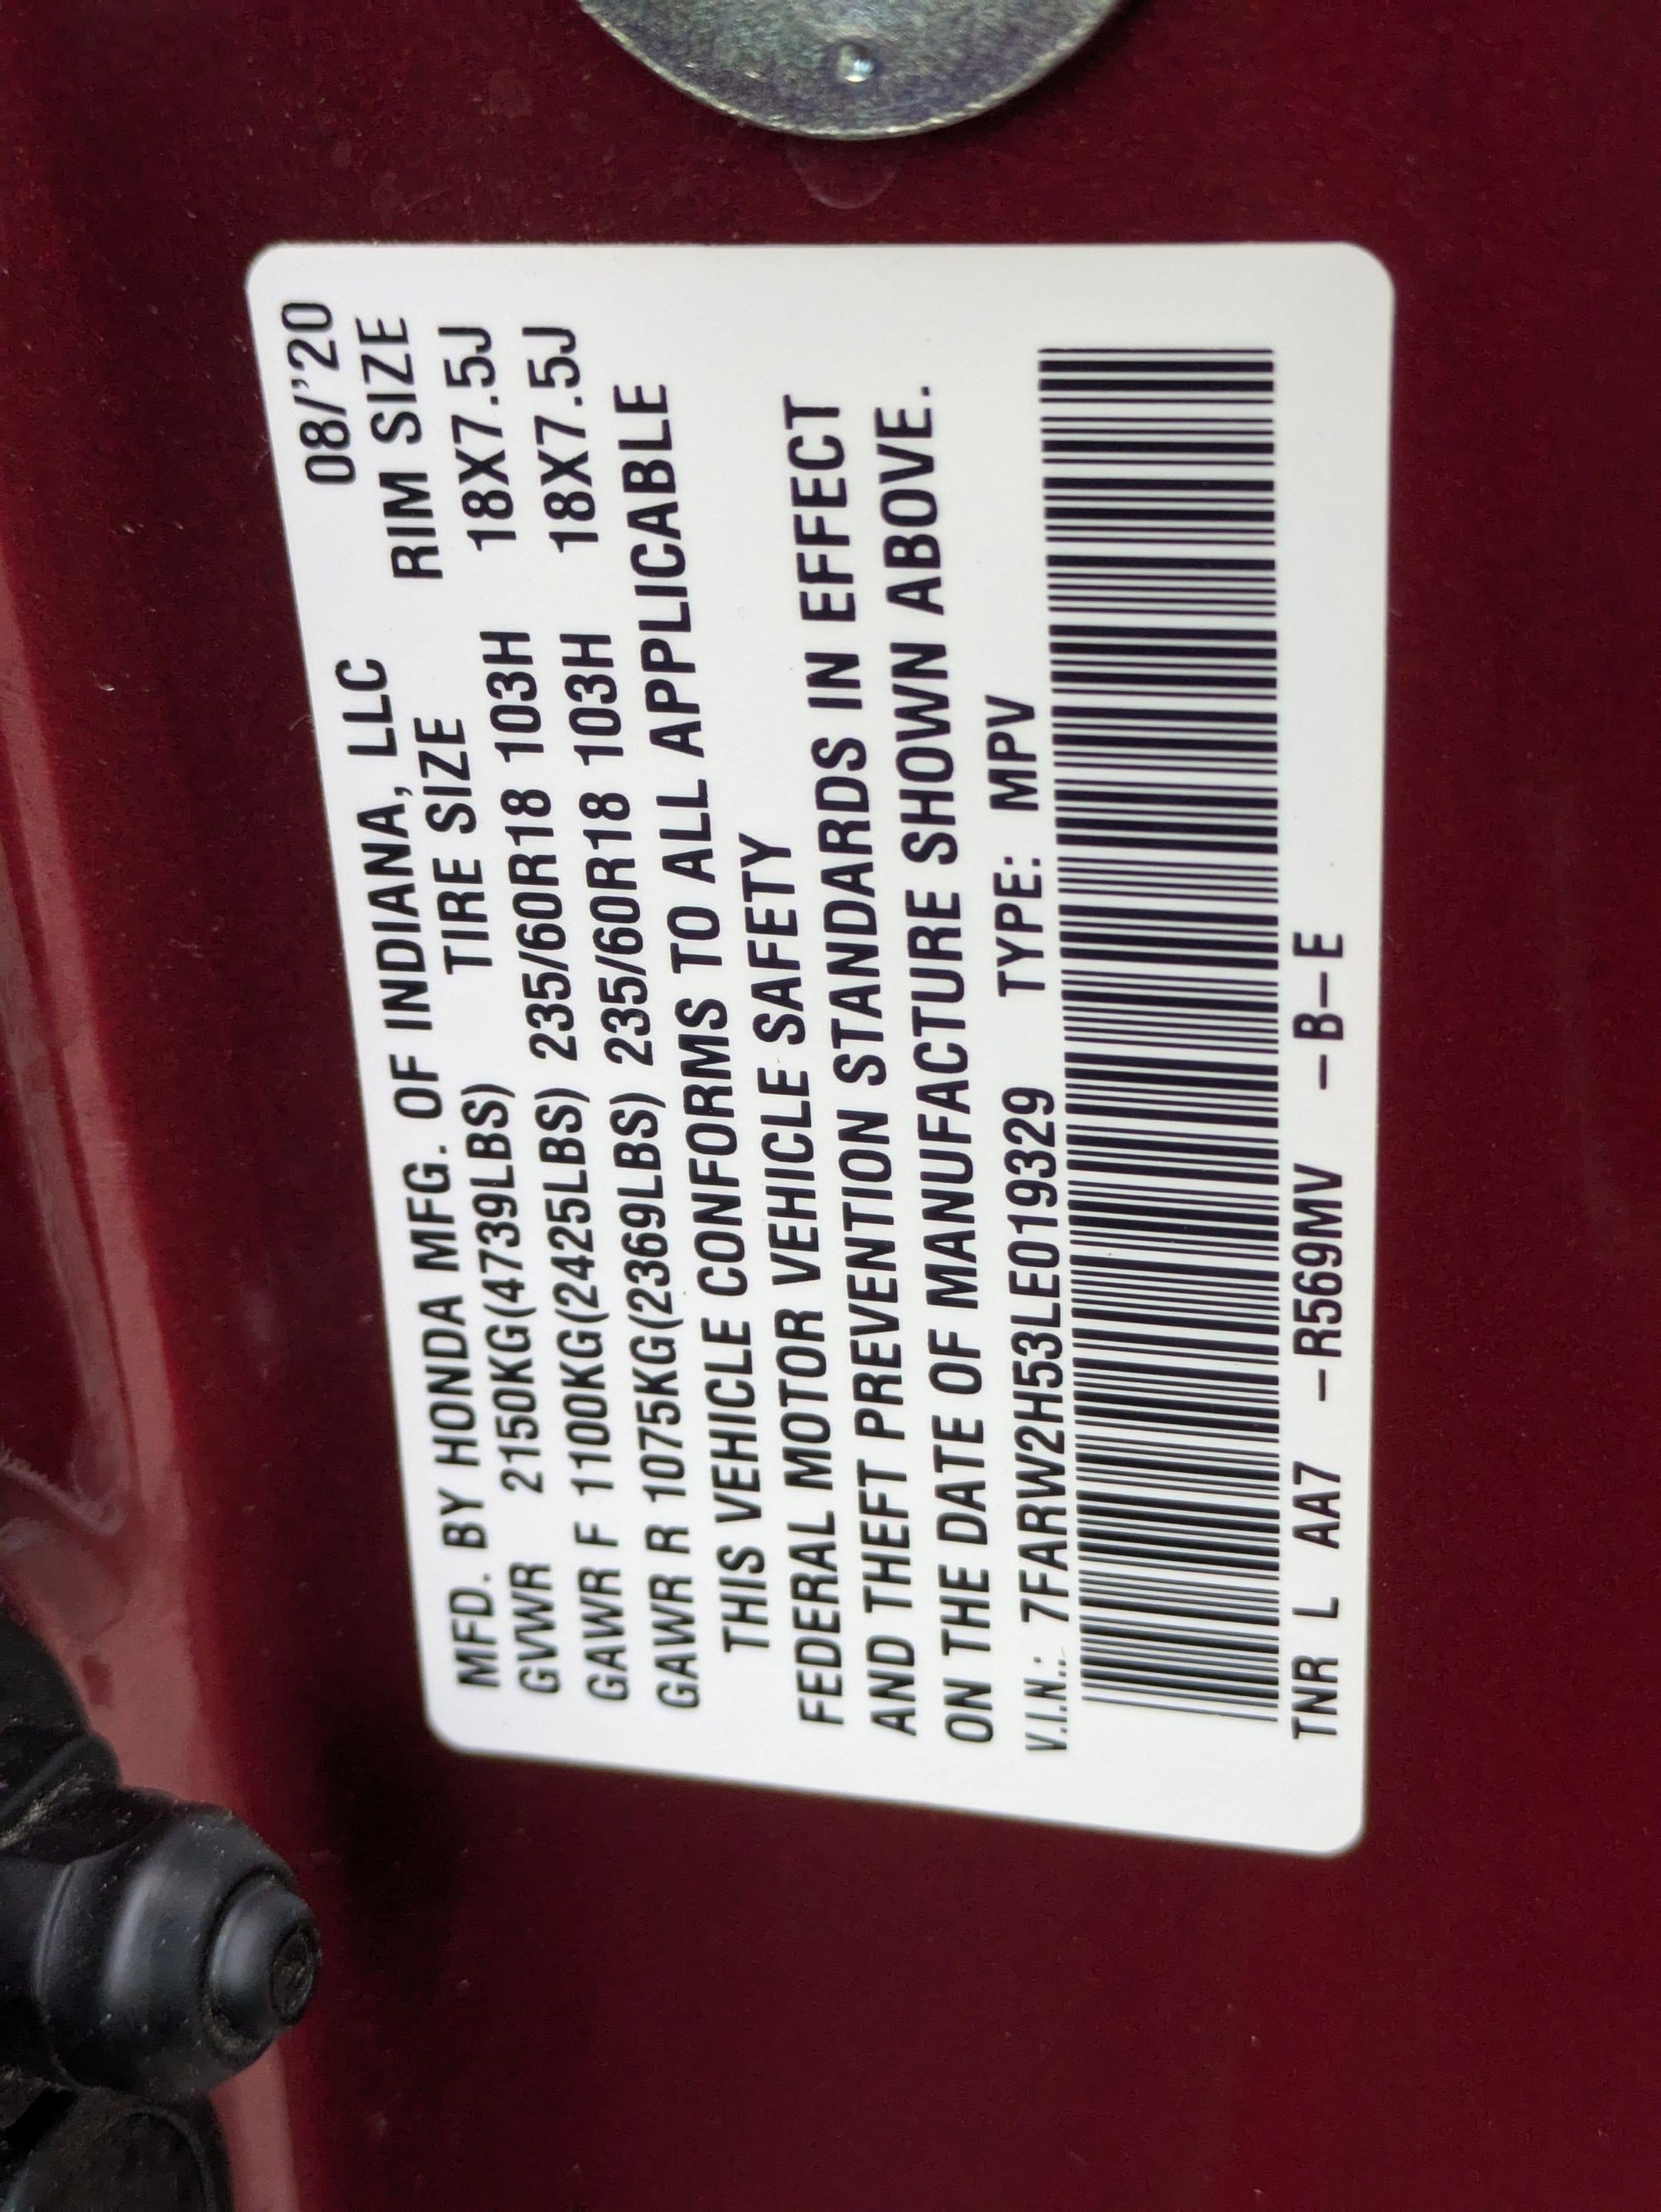 MFD. BY HONDA MFG. OF INDIANA, LLC 08/'20
GVWR 2150KG(4739LBS) TIRE SIZE RIM SIZE
GAWR F 1100KG(2425LBS) 235/60R18 103H 18X7.5J
GAWR R 1075KG(2369LBS) 235/60R18 103H 18X7.5J
THIS VEHICLE CONFORMS TO ALL APPLICABLE
FEDERAL MOTOR VEHICLE SAFETY
AND THEFT PREVENTION STANDARDS IN EFFECT
ON THE DATE OF MANUFACTURE SHOWN ABOVE.
V.I.N.: 7FARW2H53LE019329 TYPE: MPV
TNR L AA7 -R569MV -B-E